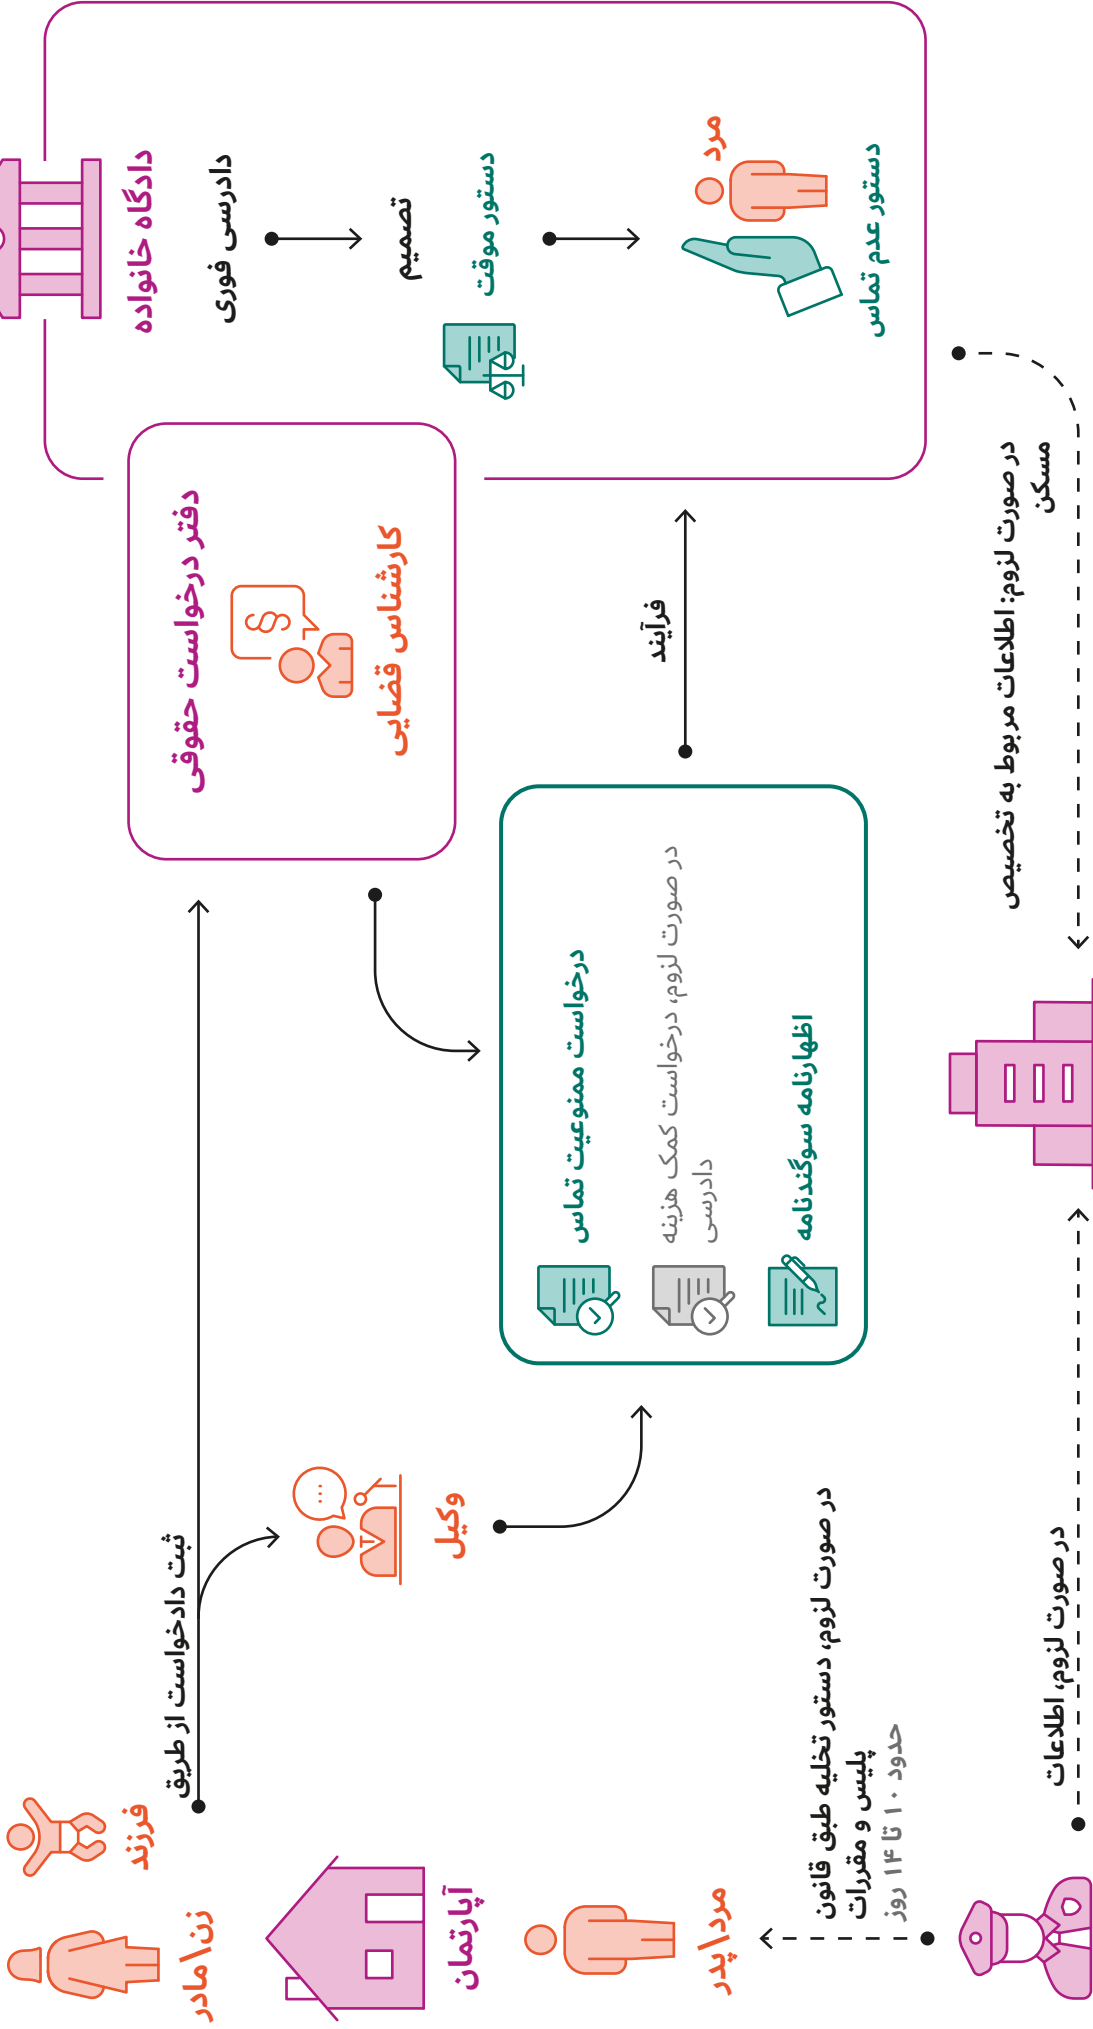 زن\مادر
فرزند
آپارتمان
مرد\پدر
ثبت دادخواست از طریق
وکیل
در صورت لزوم، دستور تخلیه طبق قانون
پلیس و مقررات
حدود ۱۰ تا ۱۴ روز
در صورت لزوم، اطلاعات
دفتر درخواست حقوقی
§
کارشناس قضایی
درخواست ممنوعیت تماس
در صورت لزوم، درخواست کمک هزینه
دادرسی
اظهارنامه سوگندنامه
فرآیند
دادگاه خانواده
دادرسی فوری
تصمیم
دستور موقت
مرد
دستور عدم تماس
در صورت لزوم: اطلاعات مربوط به تخصیص
مسکن